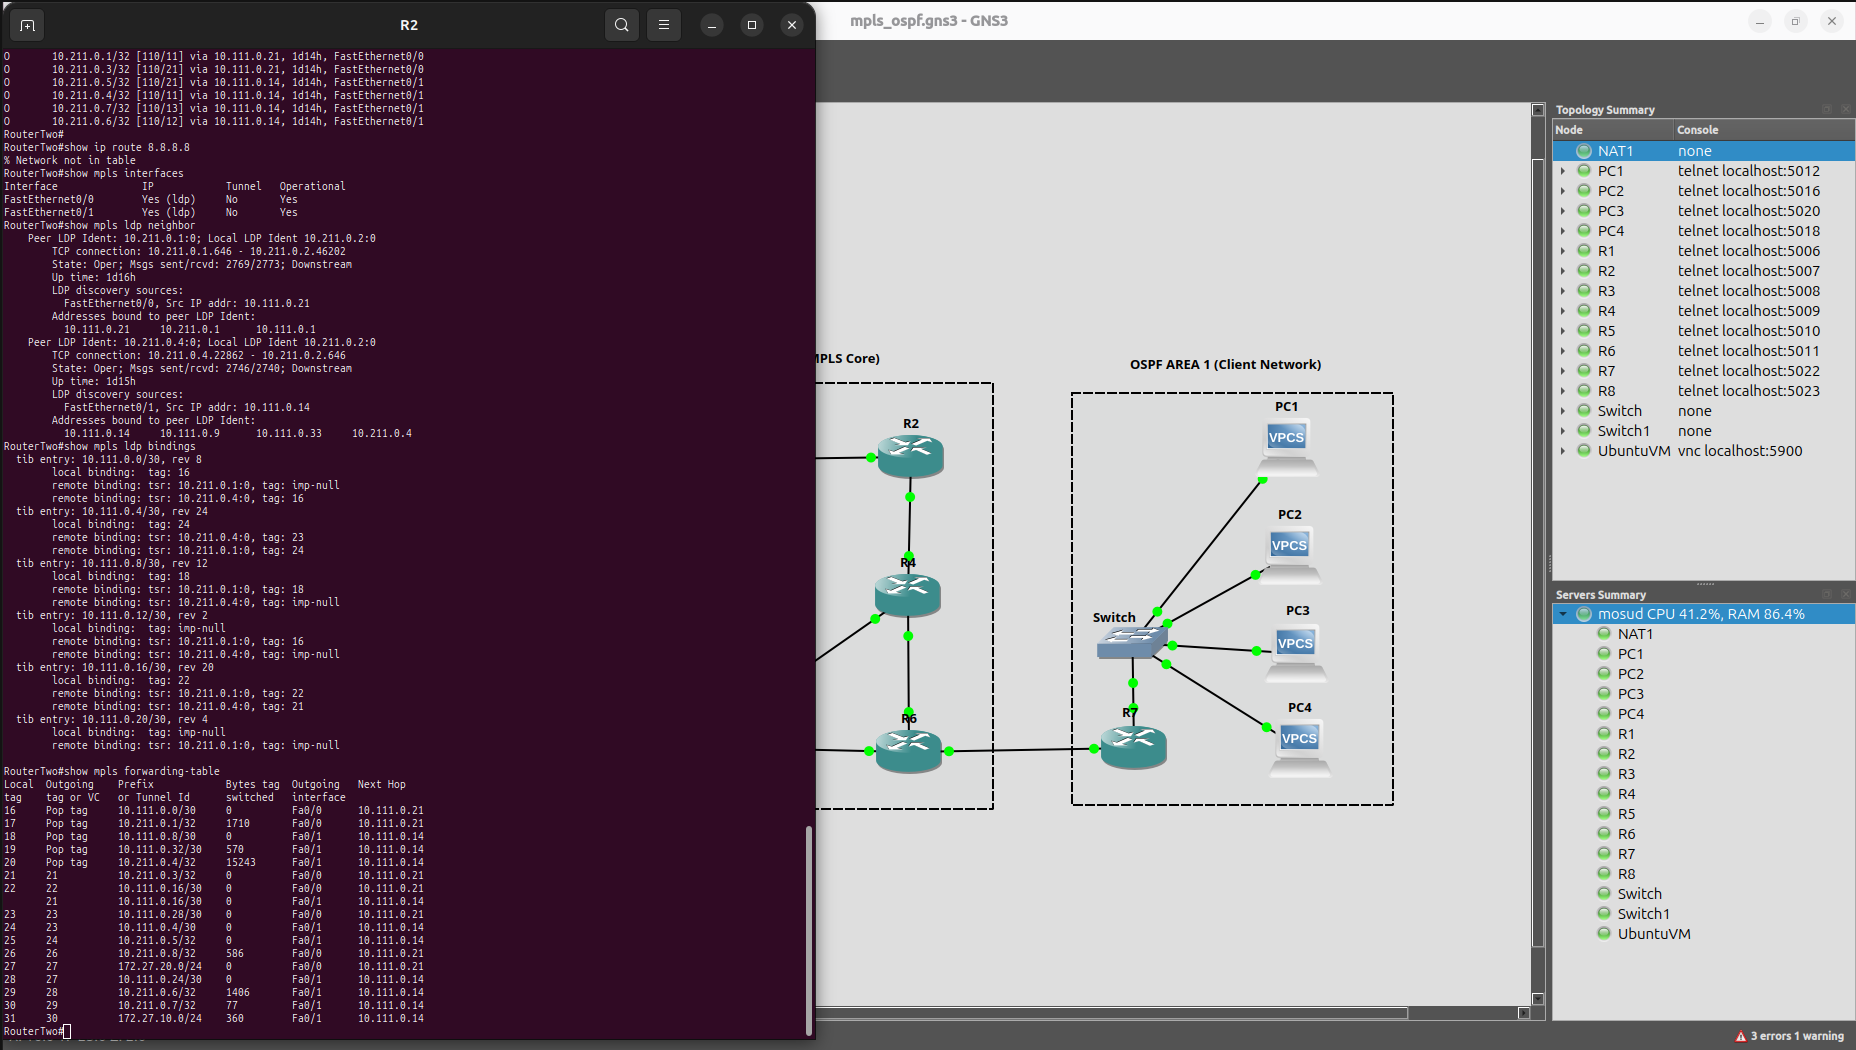 R2
O       10.211.0.1/32 [110/11] via 10.111.0.21, 1d14h, FastEthernet0/0
O       10.211.0.3/32 [110/21] via 10.111.0.21, 1d14h, FastEthernet0/0
O       10.211.0.5/32 [110/21] via 10.111.0.14, 1d14h, FastEthernet0/1
O       10.211.0.4/32 [110/11] via 10.111.0.14, 1d14h, FastEthernet0/1
O       10.211.0.7/32 [110/13] via 10.111.0.14, 1d14h, FastEthernet0/1
O       10.211.0.6/32 [110/12] via 10.111.0.14, 1d14h, FastEthernet0/1
RouterTwo#
RouterTwo#show ip route 8.8.8.8
% Network not in table
RouterTwo#show mpls interfaces
Interface              IP            Tunnel   Operational
FastEthernet0/0        Yes (ldp)     No       Yes
FastEthernet0/1        Yes (ldp)     No       Yes
RouterTwo#show mpls ldp neighbor
Peer LDP Ident: 10.211.0.1:0; Local LDP Ident 10.211.0.2:0
TCP connection: 10.211.0.1.646 - 10.211.0.2.46202
State: Oper; Msgs sent/rcvd: 2769/2773; Downstream
Up time: 1d16h
LDP discovery sources:
FastEthernet0/0, Src IP addr: 10.111.0.21
Addresses bound to peer LDP Ident:
10.111.0.21     10.211.0.1      10.111.0.1
Peer LDP Ident: 10.211.0.4:0; Local LDP Ident 10.211.0.2:0
TCP connection: 10.211.0.4.22862 - 10.211.0.2.646
State: Oper; Msgs sent/rcvd: 2746/2740; Downstream
Up time: 1d15h
LDP discovery sources:
FastEthernet0/1, Src IP addr: 10.111.0.14
Addresses bound to peer LDP Ident:
10.111.0.14     10.111.0.9      10.111.0.33     10.211.0.4
RouterTwo#show mpls ldp bindings
tib entry: 10.111.0.0/30, rev 8
local binding:  tag: 16
remote binding: tsr: 10.211.0.1:0, tag: imp-null
remote binding: tsr: 10.211.0.4:0, tag: 16
tib entry: 10.111.0.4/30, rev 24
local binding:  tag: 24
remote binding: tsr: 10.211.0.4:0, tag: 23
remote binding: tsr: 10.211.0.1:0, tag: 24
tib entry: 10.111.0.8/30, rev 12
local binding:  tag: 18
remote binding: tsr: 10.211.0.1:0, tag: 18
remote binding: tsr: 10.211.0.4:0, tag: imp-null
tib entry: 10.111.0.12/30, rev 2
local binding:  tag: imp-null
remote binding: tsr: 10.211.0.1:0, tag: 16
remote binding: tsr: 10.211.0.4:0, tag: imp-null
tib entry: 10.111.0.16/30, rev 20
local binding:  tag: 22
remote binding: tsr: 10.211.0.1:0, tag: 22
remote binding: tsr: 10.211.0.4:0, tag: 21
tib entry: 10.111.0.20/30, rev 4
local binding:  tag: imp-null
remote binding: tsr: 10.211.0.1:0, tag: imp-null
RouterTwo#show mpls forwarding-table
Local  Outgoing    Prefix            Bytes tag  Outgoing   Next Hop
tag    tag or VC   or Tunnel Id      switched   interface
16     Pop tag     10.111.0.0/30     0          Fa0/0      10.111.0.21
17     Pop tag     10.211.0.1/32     1710       Fa0/0      10.111.0.21
18     Pop tag     10.111.0.8/30     0          Fa0/1      10.111.0.14
19     Pop tag     10.111.0.32/30    570        Fa0/1      10.111.0.14
20     Pop tag     10.211.0.4/32     15243      Fa0/1      10.111.0.14
21     21          10.211.0.3/32     0          Fa0/0      10.111.0.21
22     22          10.111.0.16/30    0          Fa0/0      10.111.0.21
21          10.111.0.16/30    0          Fa0/1      10.111.0.14
23     23          10.111.0.28/30    0          Fa0/0      10.111.0.21
24     23          10.111.0.4/30     0          Fa0/1      10.111.0.14
25     24          10.211.0.5/32     0          Fa0/1      10.111.0.14
26     26          10.211.0.8/32     586        Fa0/0      10.111.0.21
27     27          172.27.20.0/24    0          Fa0/0      10.111.0.21
28     27          10.111.0.24/30    0          Fa0/1      10.111.0.14
29     28          10.211.0.6/32     1406       Fa0/1      10.111.0.14
30     29          10.211.0.7/32     77         Fa0/1      10.111.0.14
31     30          172.27.10.0/24    360        Fa0/1      10.111.0.14
RouterTwo#
mpls_ospf.gns3 - GNS3
MPLS Core)
R2
R4
R6
OSPF AREA 1 (Client Network)
PC1
VPCS
PC2
VPCS
Switch
PC3
VPCS
R7
PC4
VPCS
Topology Summary
Node Console
NAT1 none
PC1 telnet localhost:5012
PC2 telnet localhost:5016
PC3 telnet localhost:5020
PC4 telnet localhost:5018
R1 telnet localhost:5006
R2 telnet localhost:5007
R3 telnet localhost:5008
R4 telnet localhost:5009
R5 telnet localhost:5010
R6 telnet localhost:5011
R7 telnet localhost:5022
R8 telnet localhost:5023
Switch none
Switch1 none
UbuntuVM vnc localhost:5900
Servers Summary
mosud CPU 41.2%, RAM 86.4%
NAT1
PC1
PC2
PC3
PC4
R1
R2
R3
R4
R5
R6
R7
R8
Switch
Switch1
UbuntuVM
3 errors 1 warning